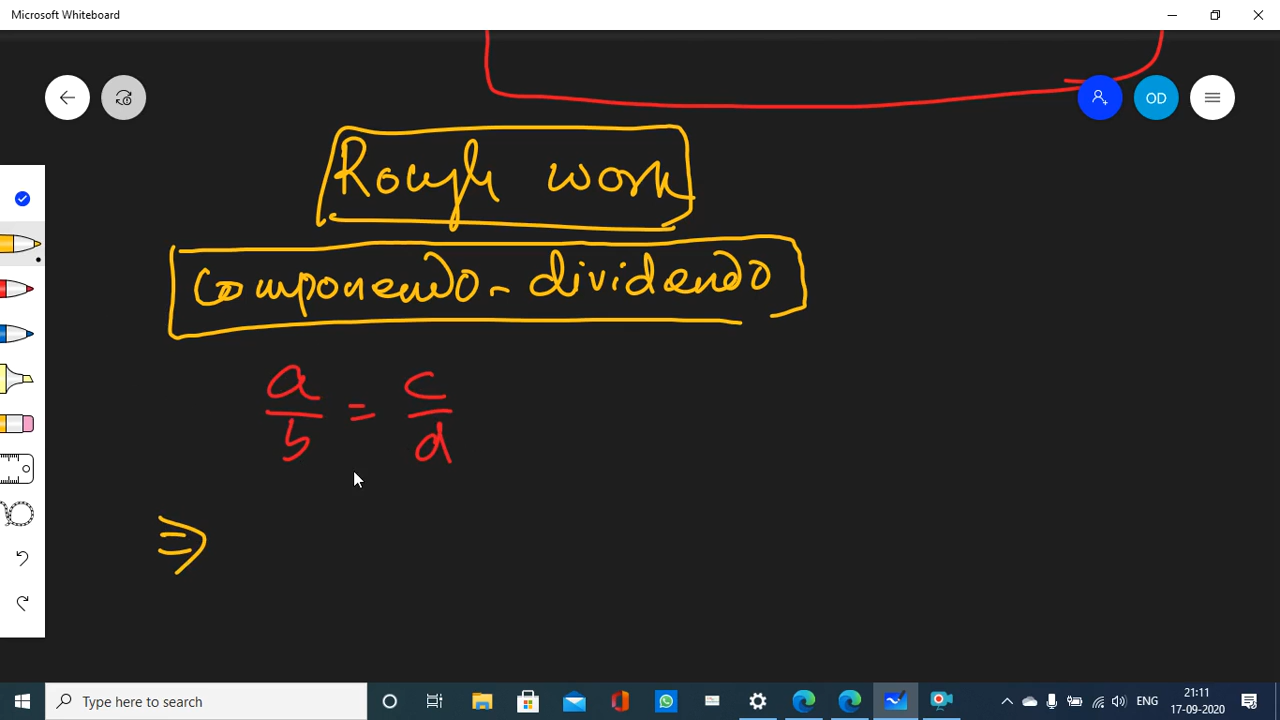 Microsoft Whiteboard
OD
Rough work
componendo - dividendo
a/b = c/d
⇒
Type here to search
ENG
21:11
17-09-2020